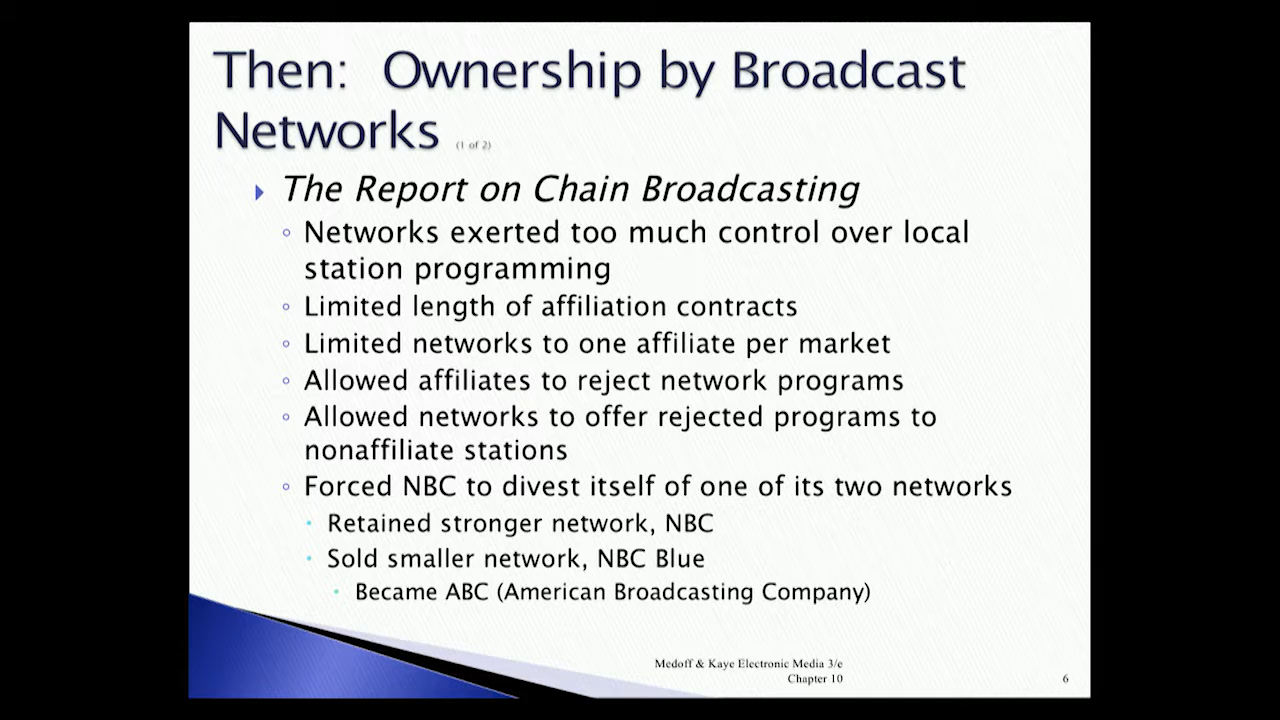 Then: Ownership by Broadcast
Networks (1 of 2)
The Report on Chain Broadcasting
Networks exerted too much control over local
station programming
Limited length of affiliation contracts
Limited networks to one affiliate per market
Allowed affiliates to reject network programs
Allowed networks to offer rejected programs to
nonaffiliate stations
Forced NBC to divest itself of one of its two networks
Retained stronger network, NBC
Sold smaller network, NBC Blue
Became ABC (American Broadcasting Company)
Medoff & Kaye Electronic Media 3/e
Chapter 10
6